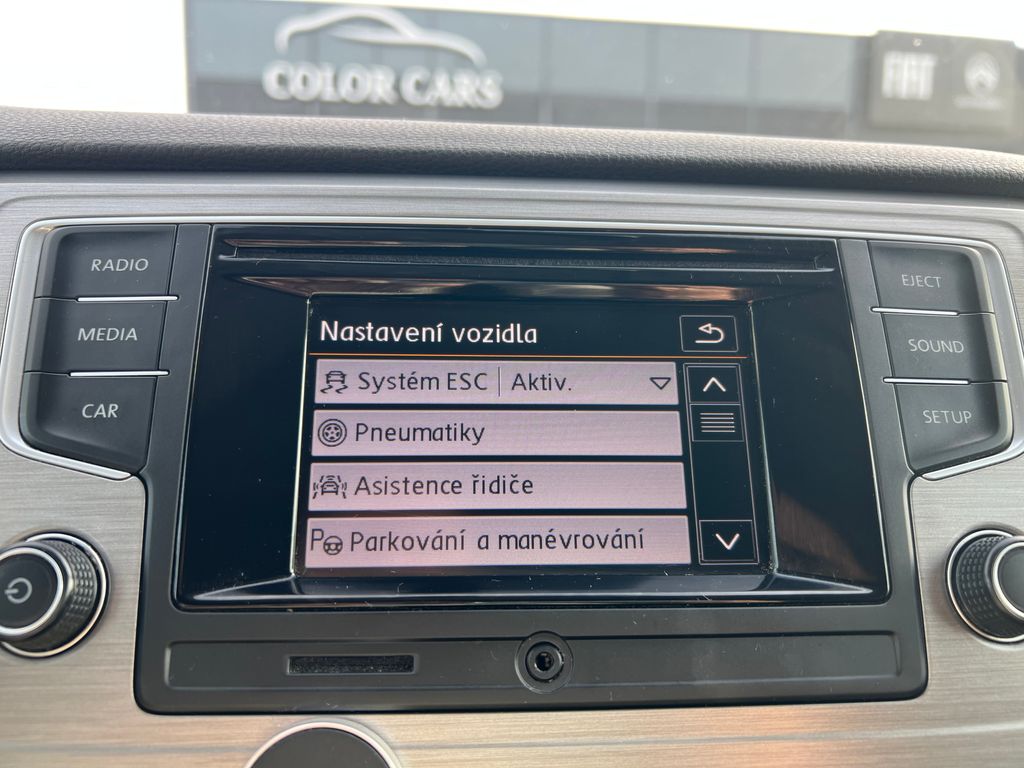 COLOR CARS
FIAT
RADIO
MEDIA
CAR
Nastavení vozidla
Systém ESC Aktiv.
Pneumatiky
Asistence řidiče
P Parkování a manévrování
EJECT
SOUND
SETUP